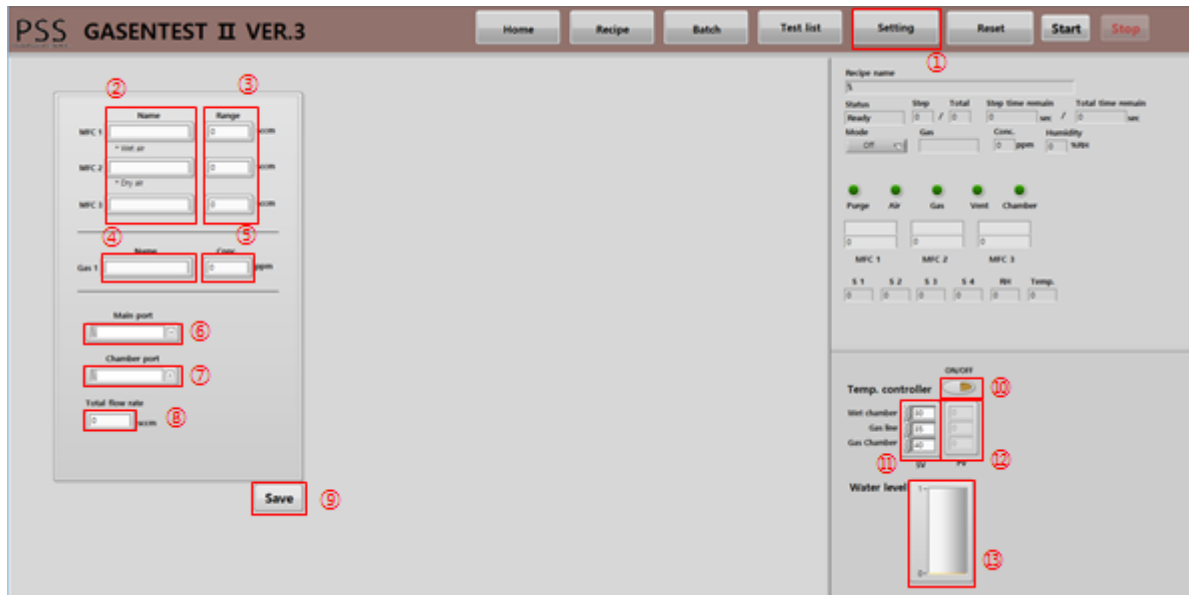 PSS GASENTEST II VER.3
Home Recipe Batch Test list Setting Reset Start Stop
①
② ③
Name Range
MFC 1 0 sccm
* Wet air
MFC 2 0 sccm
* Dry air
MFC 3 0 sccm
④ ⑤
Name Conc.
Gas 1 0 ppm
Main port
⑥
Chamber port
⑦
Total flow rate
0 sccm ⑧
Save ⑨
Recipe name
Status Step Total Step time remain Total time remain
Ready 0 / 0 0 sec / 0 sec
Mode Gas Conc. Humidity
Off 0 ppm 0 %RH
Purge Air Gas Vent Chamber
0 0 0
MFC 1 MFC 2 MFC 3
S 1 S 2 S 3 S 4 RH Temp.
0 0 0 0 0 0
ON/OFF
Temp. controller ⑩
Wet chamber 30 0
Gas line 35 0
Gas Chamber 40 0
⑪ SV PV ⑫
Water level 1
0 ⑬